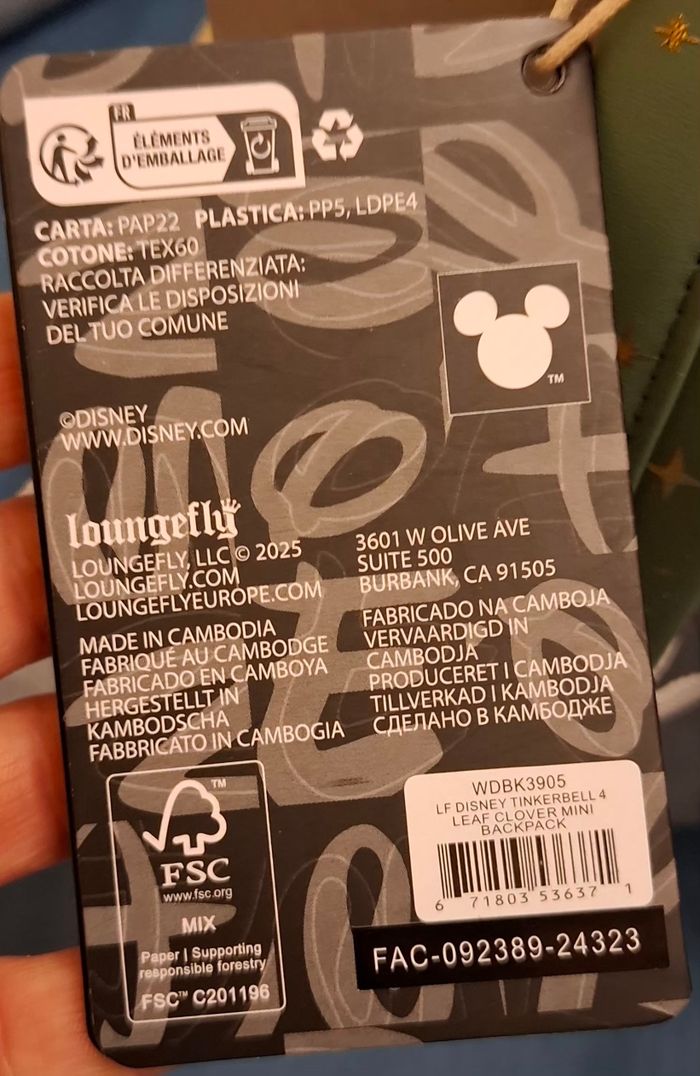 FR
ÉLÉMENTS
D'EMBALLAGE
CARTA: PAP22 PLASTICA: PP5, LDPE4
COTONE: TEX60
RACCOLTA DIFFERENZIATA:
VERIFICA LE DISPOSIZIONI
DEL TUO COMUNE
TM
©DISNEY
WWW.DISNEY.COM
loungefly
LOUNGEFLY, LLC © 2025
LOUNGEFLY.COM
LOUNGEFLYEUROPE.COM
3601 W OLIVE AVE
SUITE 500
BURBANK, CA 91505
MADE IN CAMBODIA
FABRIQUÉ AU CAMBODGE
FABRICADO EN CAMBOYA
HERGESTELLT IN
KAMBODSCHA
FABBRICATO IN CAMBOGIA
FABRICADO NA CAMBOJA
VERVAARDIGD IN
CAMBODJA
PRODUCERET I CAMBODJA
TILLVERKAD I KAMBODJA
СДЕЛАНО В КАМБОДЖЕ
TM
FSC
www.fsc.org
MIX
Paper | Supporting
responsible forestry
FSC™ C201196
WDBK3905
LF DISNEY TINKERBELL 4
LEAF CLOVER MINI
BACKPACK
6 71803 53637 1
FAC-092389-24323